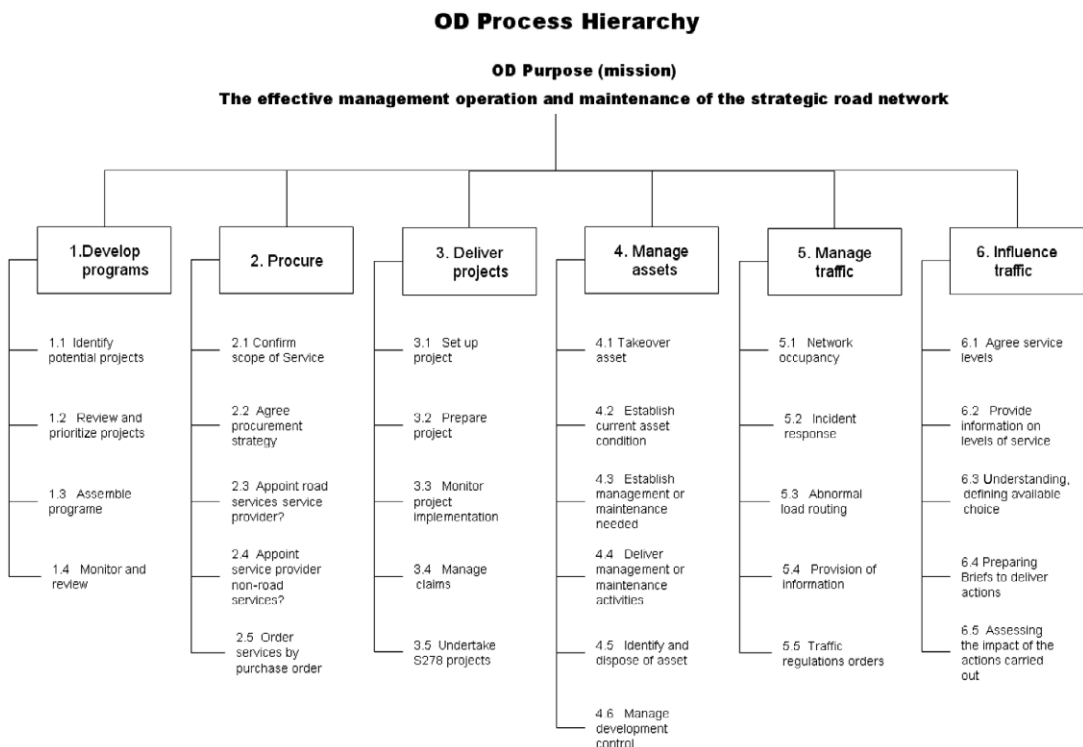 OD Process Hierarchy
OD Purpose (mission)
The effective management operation and maintenance of the strategic road network
1.Develop
programs
1.1 Identify
potential projects
1.2 Review and
prioritize projects
1.3 Assemble
programe
1.4 Monitor and
review
2. Procure
2.1 Confirm
scope of Service
2.2 Agree
procurement
strategy
2.3 Appoint road
services service
provider?
2.4 Appoint
service provider
non-road
services?
2.5 Order
services by
purchase order
3. Deliver
projects
3.1 Set up
project
3.2 Prepare
project
3.3 Monitor
project
implementation
3.4 Manage
claims
3.5 Undertake
S278 projects
4. Manage
assets
4.1 Takeover
asset
4.2 Establish
current asset
condition
4.3 Establish
management or
maintenance
needed
4.4 Deliver
management or
maintenance
activities
4.5 Identify and
dispose of asset
4.6 Manage
development
control
5. Manage
traffic
5.1 Network
occupancy
5.2 Incident
response
5.3 Abnormal
load routing
5.4 Provision of
information
5.5 Traffic
regulations orders
6. Influence
traffic
6.1 Agree service
levels
6.2 Provide
information on
levels of service
6.3 Understanding,
defining available
choice
6.4 Preparing
Briefs to deliver
actions
6.5 Assessing
the impact of the
actions carried
out